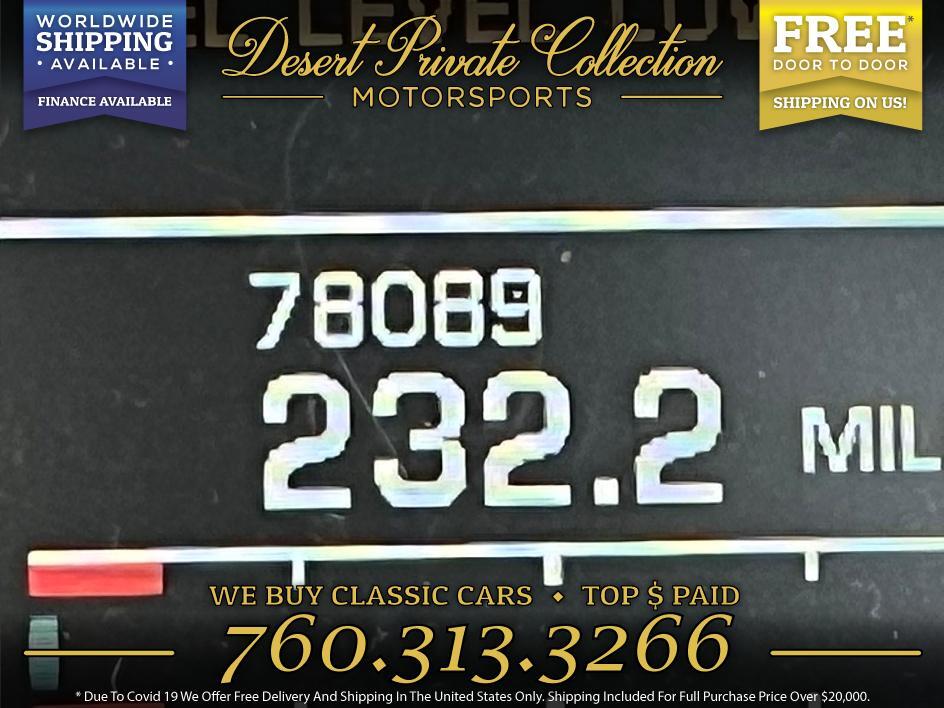 WORLDWIDE
SHIPPING
• AVAILABLE •
FINANCE AVAILABLE
Desert Private Collection
MOTORSPORTS
FREE*
DOOR TO DOOR
SHIPPING ON US!
78089
232.2 MIL
WE BUY CLASSIC CARS • TOP $ PAID
760.313.3266
* Due To Covid 19 We Offer Free Delivery And Shipping In The United States Only. Shipping Included For Full Purchase Price Over $20,000.